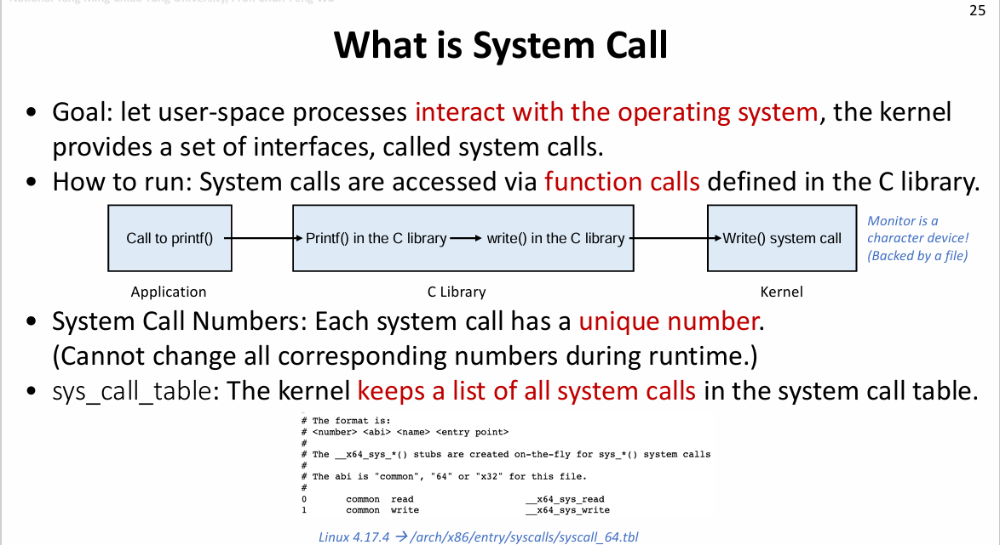 25
What is System Call
• Goal: let user-space processes interact with the operating system, the kernel
provides a set of interfaces, called system calls.
• How to run: System calls are accessed via function calls defined in the C library.
Call to printf()
Printf() in the C library
write() in the C library
Write() system call
Monitor is a
character device!
(Backed by a file)
Application
C Library
Kernel
• System Call Numbers: Each system call has a unique number.
(Cannot change all corresponding numbers during runtime.)
• sys_call_table: The kernel keeps a list of all system calls in the system call table.
# The format is:
# <number> <abi> <name> <entry point>
#
# The __x64_sys_*() stubs are created on-the-fly for sys_*() system calls
#
# The abi is "common", "64" or "x32" for this file.
#
0 common read __x64_sys_read
1 common write __x64_sys_write
Linux 4.17.4 → /arch/x86/entry/syscalls/syscall_64.tbl